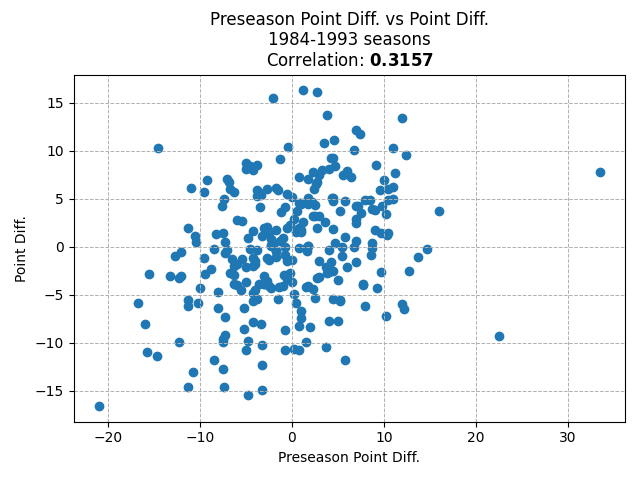 Preseason Point Diff. vs Point Diff.
1984-1993 seasons
Correlation: 0.3157
15
10
5
0
−5
−10
−15
Point Diff.
−20 −10 0 10 20 30
Preseason Point Diff.